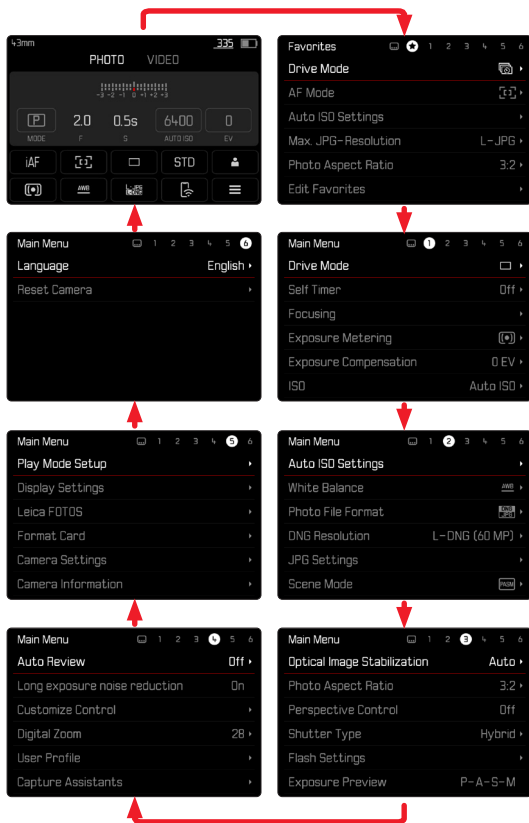 43mm 335
PHOTO VIDEO
-3 -2 -1 0 +1 +2 +3
P 2.0 0.5s 6400 0
MODE F S AUTO ISO EV
iAF STD
AWB L-JPG DNG
Favorites 1 2 3 4 5 6
Drive Mode
AF Mode
Auto ISO Settings
Max. JPG-Resolution L-JPG
Photo Aspect Ratio 3:2
Edit Favorites
Main Menu 1 2 3 4 5 6
Language English
Reset Camera
Main Menu 1 2 3 4 5 6
Drive Mode
Self Timer Off
Focusing
Exposure Metering
Exposure Compensation 0 EV
ISO Auto ISO
Main Menu 1 2 3 4 5 6
Play Mode Setup
Display Settings
Leica FOTOS
Format Card
Camera Settings
Camera Information
Main Menu 1 2 3 4 5 6
Auto ISO Settings
White Balance AWB
Photo File Format DNG JPG
DNG Resolution L-DNG (60 MP)
JPG Settings
Scene Mode PASM
Main Menu 1 2 3 4 5 6
Auto Review Off
Long exposure noise reduction On
Customize Control
Digital Zoom 28
User Profile
Capture Assistants
Main Menu 1 2 3 4 5 6
Optical Image Stabilization Auto
Photo Aspect Ratio 3:2
Perspective Control Off
Shutter Type Hybrid
Flash Settings
Exposure Preview P-A-S-M